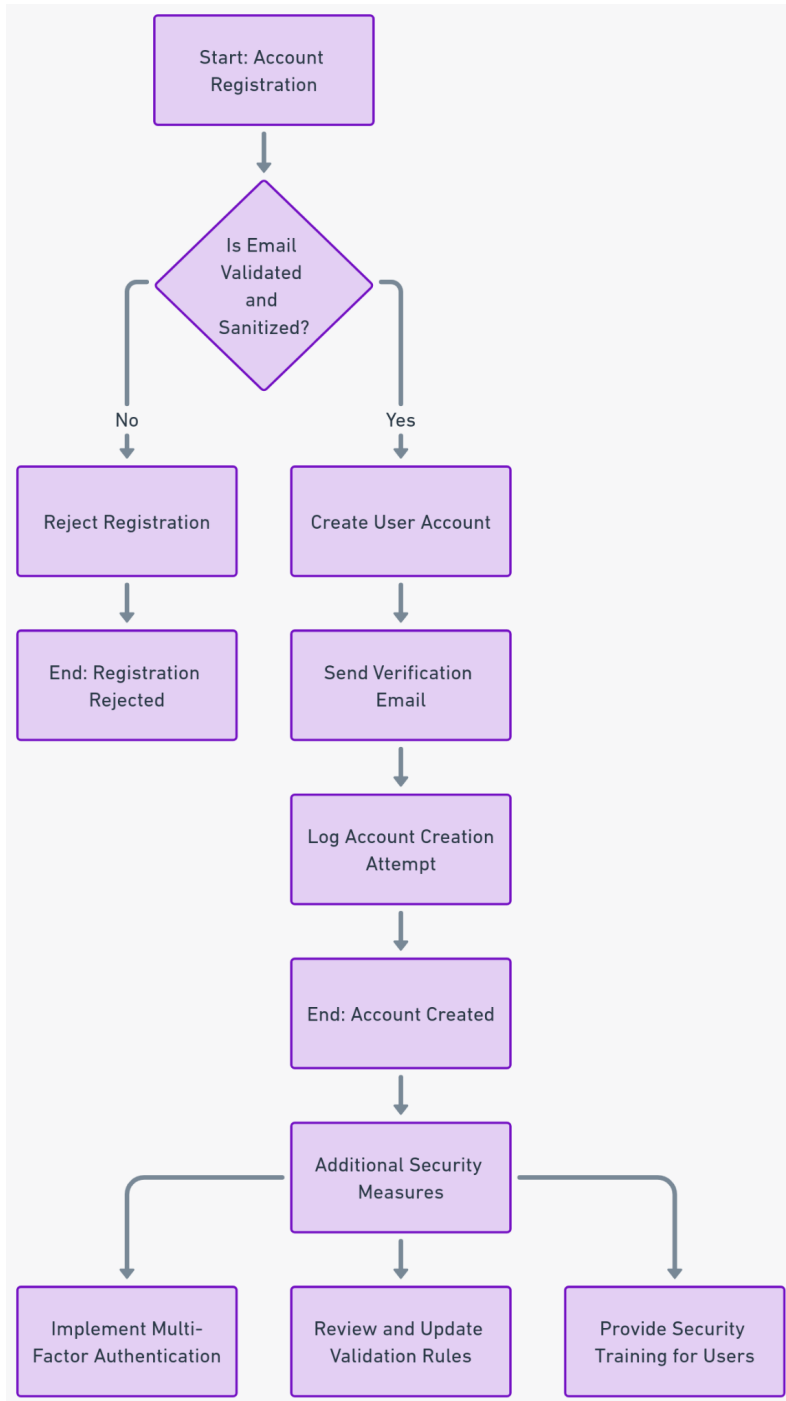 Start: Account
Registration
Is Email
Validated
and
Sanitized?
No
Yes
Reject Registration
Create User Account
End: Registration
Rejected
Send Verification
Email
Log Account Creation
Attempt
End: Account Created
Additional Security
Measures
Implement Multi-
Factor Authentication
Review and Update
Validation Rules
Provide Security
Training for Users